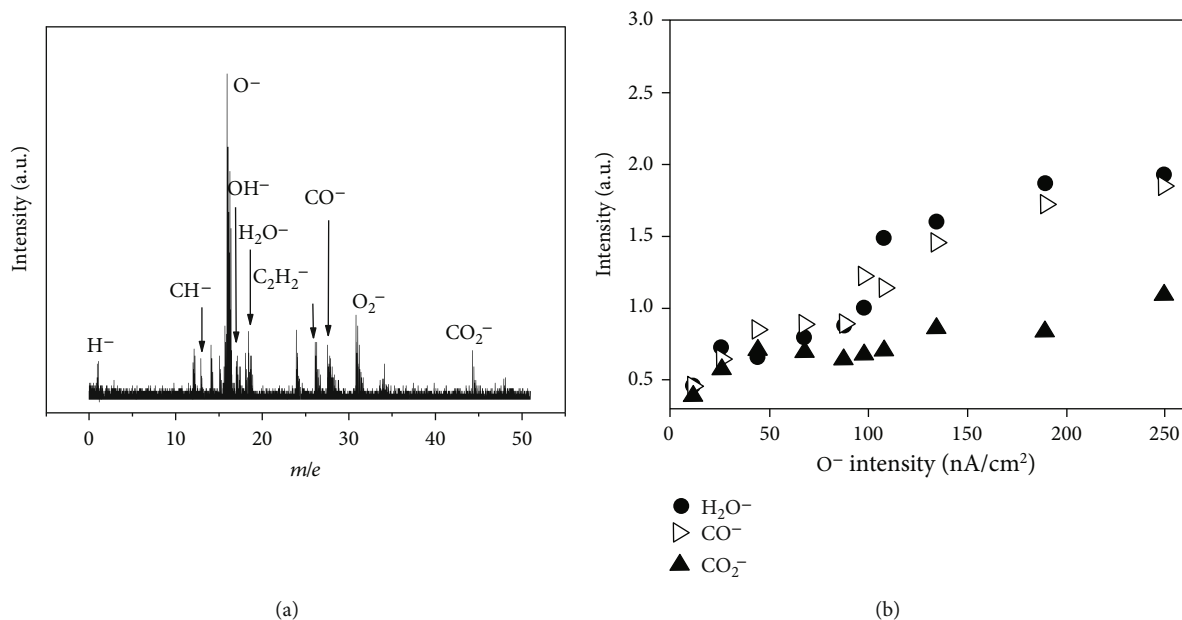 Intensity (a.u.)
O⁻
OH⁻
CO⁻
H₂O⁻
CH⁻
C₂H₂⁻
O₂⁻
H⁻
CO₂⁻
0
10
20
30
40
50
m/e
(a)
Intensity (a.u.)
3.0
2.5
2.0
1.5
1.0
0.5
0
50
100
150
200
250
O⁻ intensity (nA/cm²)
H₂O⁻
CO⁻
CO₂⁻
(b)